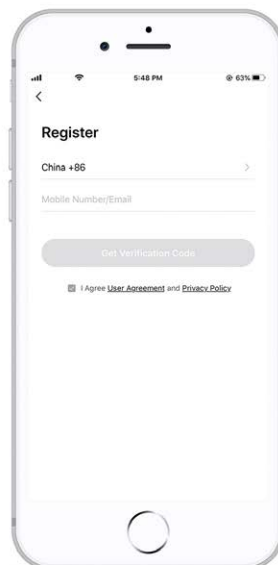 5:48 PM
63%
Register
China +86
Mobile Number/Email
Get Verification Code
I Agree User Agreement and Privacy Policy